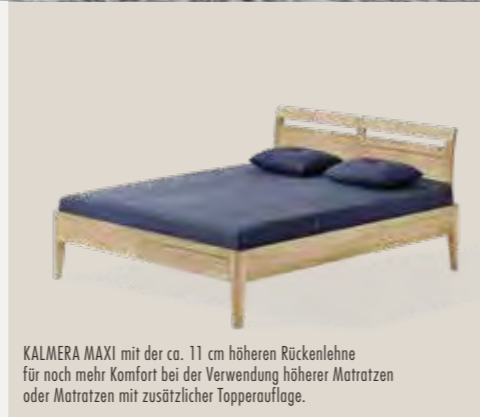 KALMERA MAXI mit der ca. 11 cm höheren Rückenlehne
für noch mehr Komfort bei der Verwendung höherer Matratzen
oder Matratzen mit zusätzlicher Topperauflage.